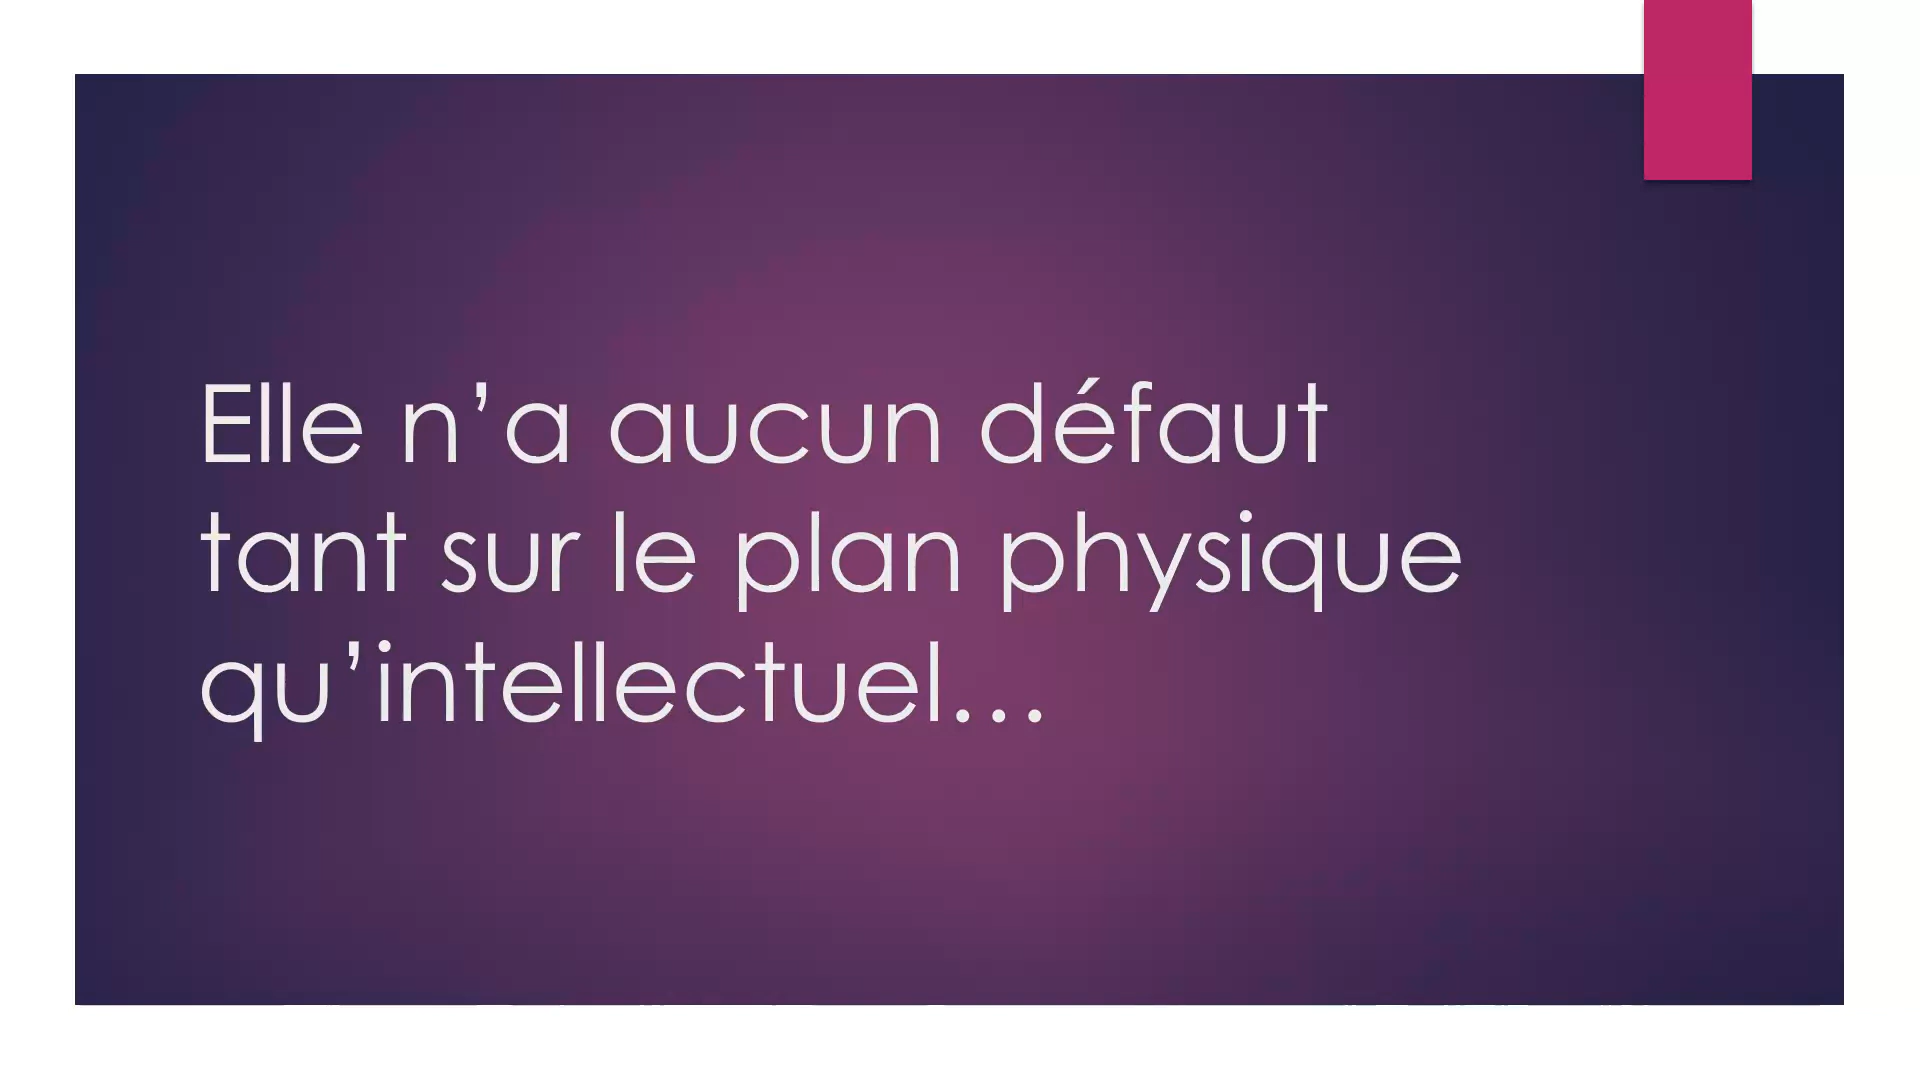 Elle n’a aucun défaut
tant sur le plan physique
qu’intellectuel…